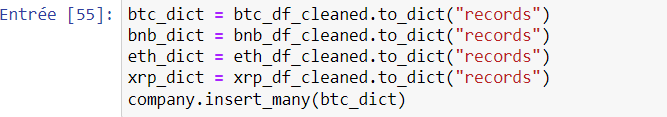 Entrée [55]: btc_dict = btc_df_cleaned.to_dict("records")
bnb_dict = bnb_df_cleaned.to_dict("records")
eth_dict = eth_df_cleaned.to_dict("records")
xrp_dict = xrp_df_cleaned.to_dict("records")
company.insert_many(btc_dict)